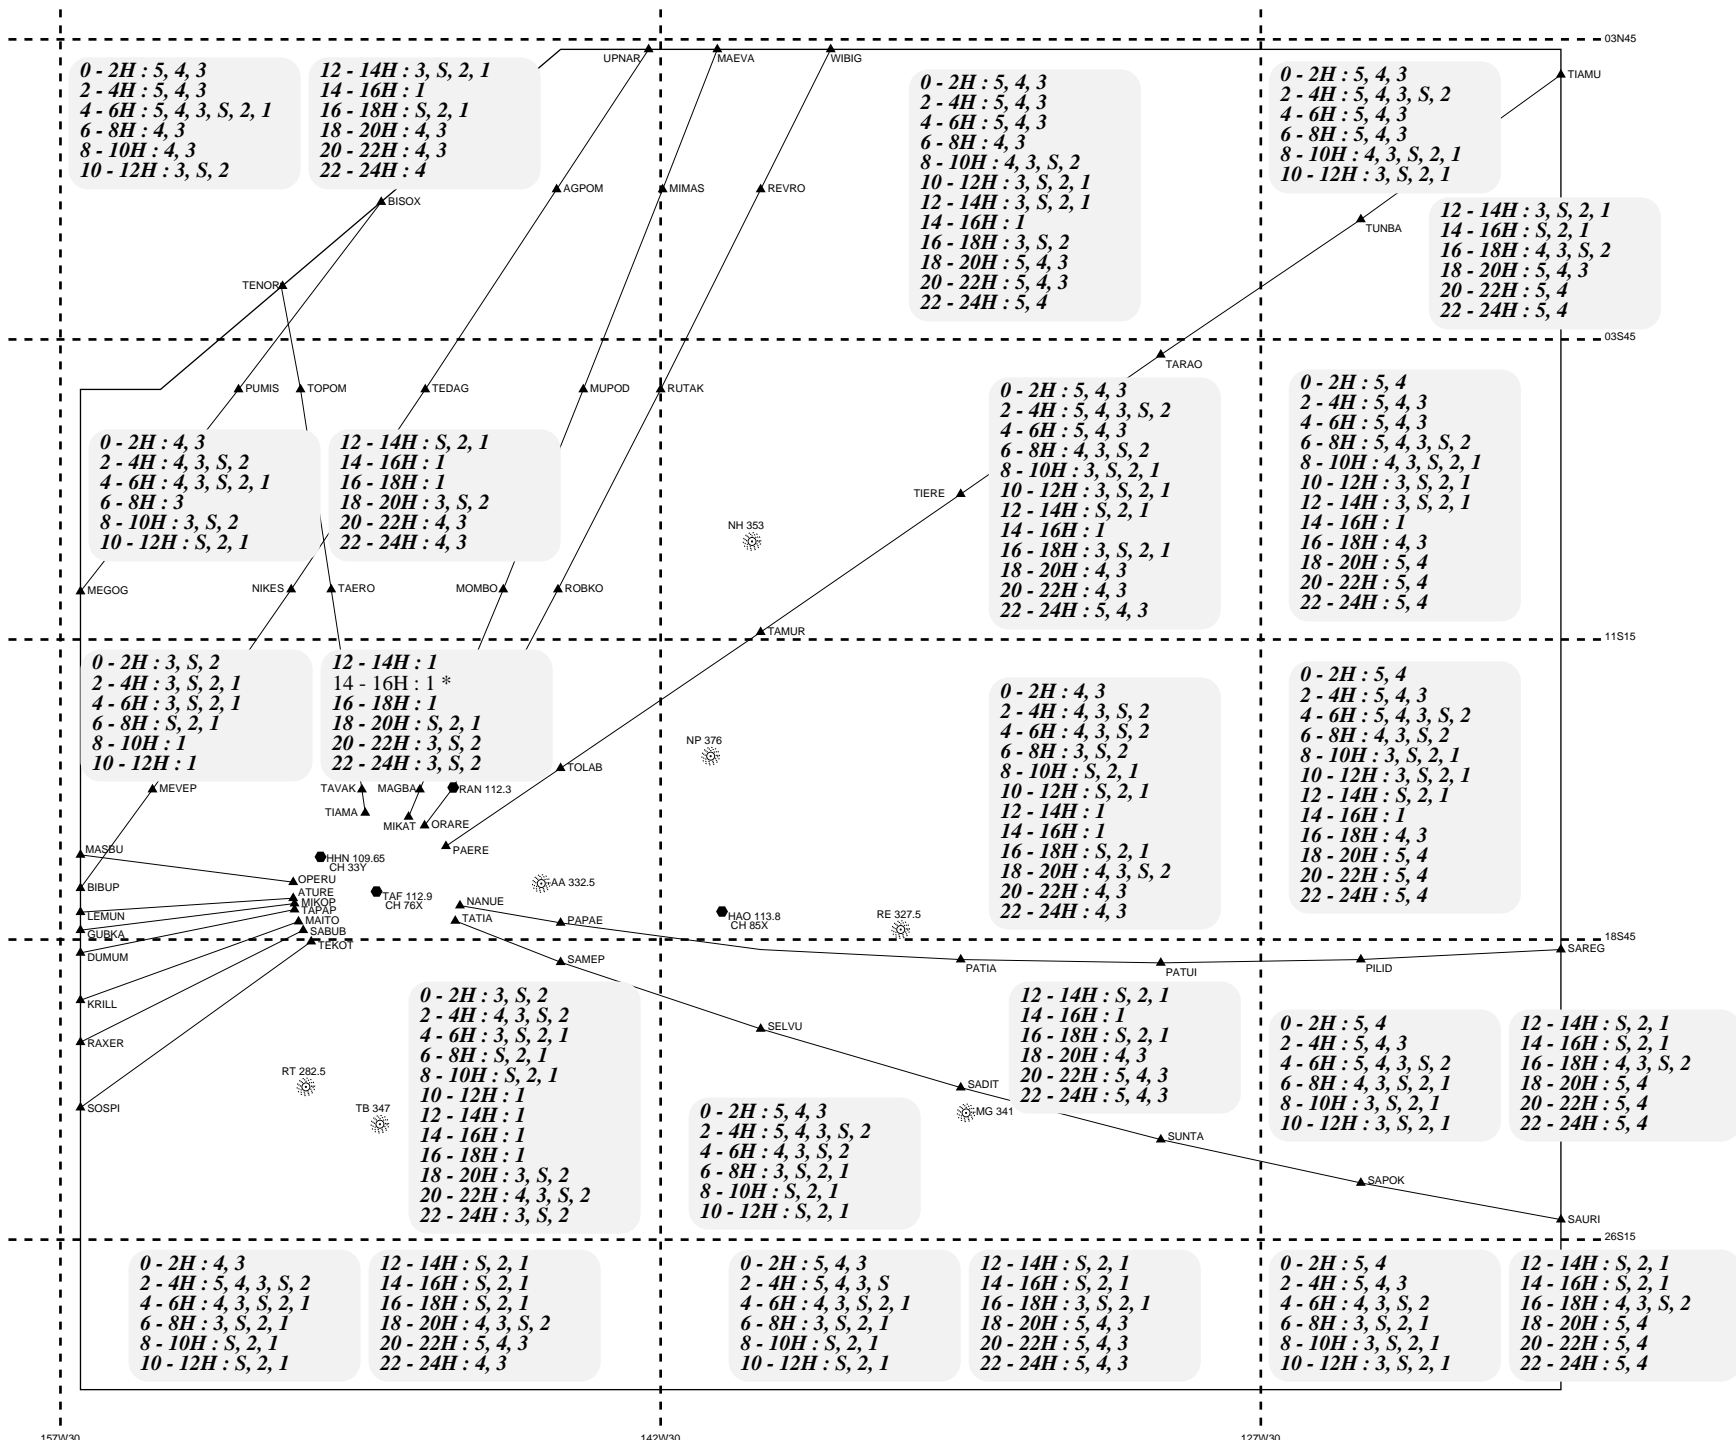 03N45
UPNAR
MAEVA
WIBIG
TIAMU
0 - 2H : 5, 4, 3
2 - 4H : 5, 4, 3
4 - 6H : 5, 4, 3, S, 2, 1
6 - 8H : 4, 3
8 - 10H : 4, 3
10 - 12H : 3, S, 2
12 - 14H : 3, S, 2, 1
14 - 16H : 1
16 - 18H : S, 2, 1
18 - 20H : 4, 3
20 - 22H : 4, 3
22 - 24H : 4
0 - 2H : 5, 4, 3
2 - 4H : 5, 4, 3
4 - 6H : 5, 4, 3
6 - 8H : 4, 3
8 - 10H : 4, 3, S, 2
10 - 12H : 3, S, 2, 1
12 - 14H : 3, S, 2, 1
14 - 16H : 1
16 - 18H : 3, S, 2
18 - 20H : 5, 4, 3
20 - 22H : 5, 4, 3
22 - 24H : 5, 4
0 - 2H : 5, 4, 3
2 - 4H : 5, 4, 3, S, 2
4 - 6H : 5, 4, 3
6 - 8H : 5, 4, 3
8 - 10H : 4, 3, S, 2, 1
10 - 12H : 3, S, 2, 1
12 - 14H : 3, S, 2, 1
14 - 16H : S, 2, 1
16 - 18H : 4, 3, S, 2
18 - 20H : 5, 4, 3
20 - 22H : 5, 4
22 - 24H : 5, 4
AGPOM
MIMAS
REVRO
BISOX
TUNBA
TENOR
03S45
TARAO
PUMIS
TOPOM
TEDAG
MUPOD
RUTAK
0 - 2H : 4, 3
2 - 4H : 4, 3, S, 2
4 - 6H : 4, 3, S, 2, 1
6 - 8H : 3
8 - 10H : 3, S, 2
10 - 12H : S, 2, 1
12 - 14H : S, 2, 1
14 - 16H : 1
16 - 18H : 1
18 - 20H : 3, S, 2
20 - 22H : 4, 3
22 - 24H : 4, 3
0 - 2H : 5, 4, 3
2 - 4H : 5, 4, 3, S, 2
4 - 6H : 5, 4, 3
6 - 8H : 4, 3, S, 2
8 - 10H : 3, S, 2, 1
10 - 12H : 3, S, 2, 1
12 - 14H : S, 2, 1
14 - 16H : 1
16 - 18H : 3, S, 2, 1
18 - 20H : 4, 3
20 - 22H : 4, 3
22 - 24H : 5, 4, 3
0 - 2H : 5, 4
2 - 4H : 5, 4, 3
4 - 6H : 5, 4, 3
6 - 8H : 5, 4, 3, S, 2
8 - 10H : 4, 3, S, 2, 1
10 - 12H : 3, S, 2, 1
12 - 14H : 3, S, 2, 1
14 - 16H : 1
16 - 18H : 4, 3
18 - 20H : 5, 4
20 - 22H : 5, 4
22 - 24H : 5, 4
TIERE
NH 353
MEGOG
NIKES
TAERO
MOMBO
ROBKO
TAMUR
11S15
0 - 2H : 3, S, 2
2 - 4H : 3, S, 2, 1
4 - 6H : 3, S, 2, 1
6 - 8H : S, 2, 1
8 - 10H : 1
10 - 12H : 1
12 - 14H : 1
14 - 16H : 1 *
16 - 18H : 1
18 - 20H : S, 2, 1
20 - 22H : 3, S, 2
22 - 24H : 3, S, 2
0 - 2H : 4, 3
2 - 4H : 4, 3, S, 2
4 - 6H : 4, 3, S, 2
6 - 8H : 3, S, 2
8 - 10H : S, 2, 1
10 - 12H : S, 2, 1
12 - 14H : 1
14 - 16H : 1
16 - 18H : S, 2, 1
18 - 20H : 4, 3, S, 2
20 - 22H : 4, 3
22 - 24H : 4, 3
0 - 2H : 5, 4
2 - 4H : 5, 4, 3
4 - 6H : 5, 4, 3, S, 2
6 - 8H : 4, 3, S, 2
8 - 10H : 3, S, 2, 1
10 - 12H : 3, S, 2, 1
12 - 14H : S, 2, 1
14 - 16H : 1
16 - 18H : 4, 3
18 - 20H : 5, 4
20 - 22H : 5, 4
22 - 24H : 5, 4
NP 376
TOLAB
MEVEP
TAVAK
MAGBA
RAN 112.3
TIAMA
MIKAT
ORARE
PAERE
MASBU
HHN 109.65
CH 33Y
OPERU
BIBUP
ATURE
MIKOP
TAPAP
TAF 112.9
CH 76X
NANUE
AA 332.5
LEMUN
MAITO
TATIA
PAPAE
HAO 113.8
CH 85X
RE 327.5
GUBKA
SABUB
TEKOT
18S45
DUMUM
SAMEP
PATIA
PATUI
PILID
SAREG
KRILL
RAXER
SELVU
0 - 2H : 3, S, 2
2 - 4H : 4, 3, S, 2
4 - 6H : 3, S, 2, 1
6 - 8H : S, 2, 1
8 - 10H : S, 2, 1
10 - 12H : 1
12 - 14H : 1
14 - 16H : 1
16 - 18H : 1
18 - 20H : 3, S, 2
20 - 22H : 4, 3, S, 2
22 - 24H : 3, S, 2
12 - 14H : S, 2, 1
14 - 16H : 1
16 - 18H : S, 2, 1
18 - 20H : 4, 3
20 - 22H : 5, 4, 3
22 - 24H : 5, 4, 3
0 - 2H : 5, 4
2 - 4H : 5, 4, 3
4 - 6H : 5, 4, 3, S, 2
6 - 8H : 4, 3, S, 2, 1
8 - 10H : 3, S, 2, 1
10 - 12H : 3, S, 2, 1
12 - 14H : S, 2, 1
14 - 16H : S, 2, 1
16 - 18H : 4, 3, S, 2
18 - 20H : 5, 4
20 - 22H : 5, 4
22 - 24H : 5, 4
RT 282.5
SOSPI
TB 347
SADIT
MG 341
0 - 2H : 5, 4, 3
2 - 4H : 5, 4, 3, S, 2
4 - 6H : 4, 3, S, 2
6 - 8H : 3, S, 2, 1
8 - 10H : S, 2, 1
10 - 12H : S, 2, 1
SUNTA
SAPOK
SAURI
26S15
0 - 2H : 4, 3
2 - 4H : 5, 4, 3, S, 2
4 - 6H : 4, 3, S, 2, 1
6 - 8H : 3, S, 2, 1
8 - 10H : S, 2, 1
10 - 12H : S, 2, 1
12 - 14H : S, 2, 1
14 - 16H : S, 2, 1
16 - 18H : S, 2, 1
18 - 20H : 4, 3, S, 2
20 - 22H : 5, 4, 3
22 - 24H : 4, 3
0 - 2H : 5, 4, 3
2 - 4H : 5, 4, 3, S
4 - 6H : 4, 3, S, 2, 1
6 - 8H : 3, S, 2, 1
8 - 10H : S, 2, 1
10 - 12H : S, 2, 1
12 - 14H : S, 2, 1
14 - 16H : S, 2, 1
16 - 18H : 3, S, 2, 1
18 - 20H : 5, 4, 3
20 - 22H : 5, 4, 3
22 - 24H : 5, 4, 3
0 - 2H : 5, 4
2 - 4H : 5, 4, 3
4 - 6H : 4, 3, S, 2
6 - 8H : 3, S, 2, 1
8 - 10H : 3, S, 2, 1
10 - 12H : 3, S, 2, 1
12 - 14H : S, 2, 1
14 - 16H : S, 2, 1
16 - 18H : 4, 3, S, 2
18 - 20H : 5, 4
20 - 22H : 5, 4
22 - 24H : 5, 4
157W30
142W30
127W30